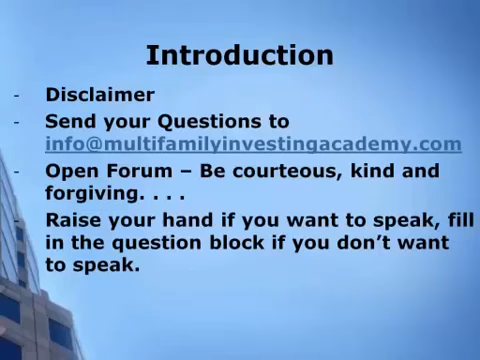 Introduction
- Disclaimer
- Send your Questions to
info@multifamilyinvestingacademy.com
- Open Forum – Be courteous, kind and
forgiving. . . .
- Raise your hand if you want to speak, fill
in the question block if you don’t want
to speak.